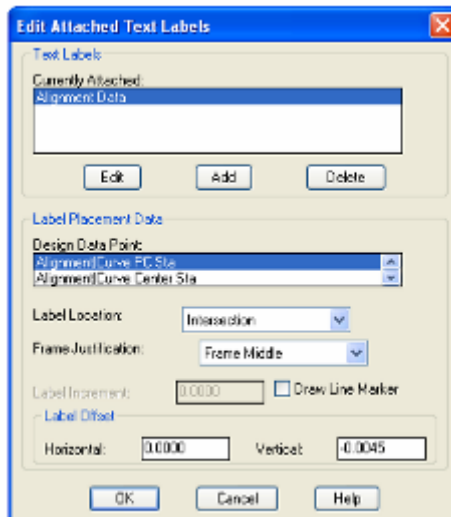 Edit Attached Text Labels
Text Labels
Currently Attached:
Alignment Data
Edit Add Delete
Label Placement Data
Design Data Point:
Alignment|Curve PC Sta
Alignment|Curve Center Sta
Label Location: Intersection
Frame Justification: Frame Middle
Label Increment: 0.0000 Draw Line Marker
Label Offset
Horizontal: 0.0000 Vertical: -0.0045
OK Cancel Help